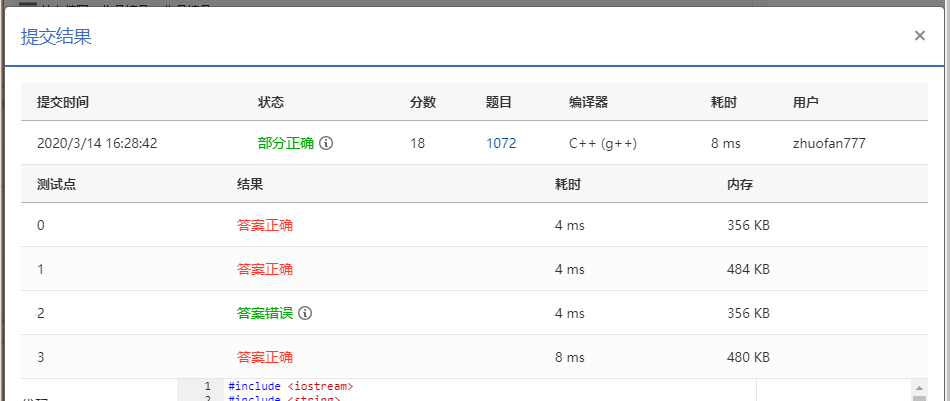 提交结果 ×
提交时间 状态 分数 题目 编译器 耗时 用户
2020/3/14 16:28:42 部分正确 18 1072 C++ (g++) 8 ms zhuofan777
测试点 结果 耗时 内存
0 答案正确 4 ms 356 KB
1 答案正确 4 ms 484 KB
2 答案错误 4 ms 356 KB
3 答案正确 8 ms 480 KB
1 #include <iostream>
2 #include <string>